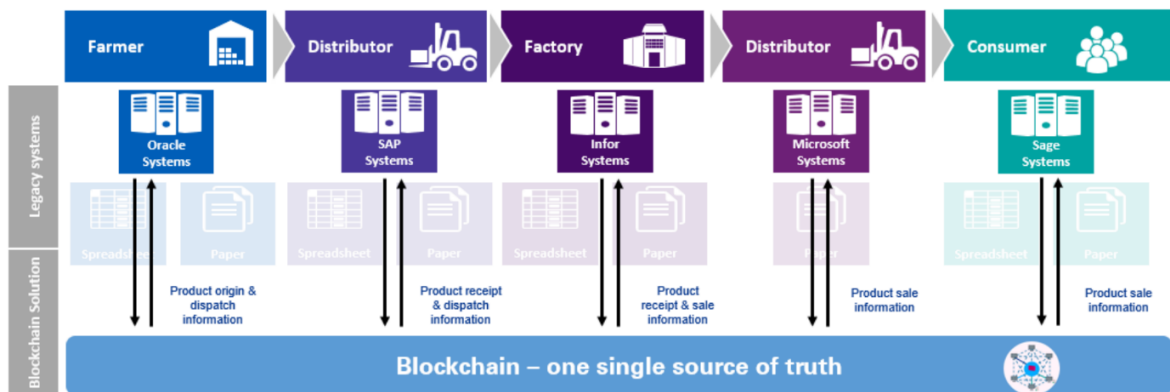 Farmer
Distributor
Factory
Distributor
Consumer
Legacy systems
Oracle
Systems
SAP
Systems
Infor
Systems
Microsoft
Systems
Sage
Systems
Spreadsheet
Paper
Spreadsheet
Paper
Spreadsheet
Paper
Paper
Spreadsheet
Paper
Blockchain Solution
Product origin &
dispatch
information
Product receipt
& dispatch
information
Product
receipt & sale
information
Product sale
information
Product sale
information
Blockchain – one single source of truth